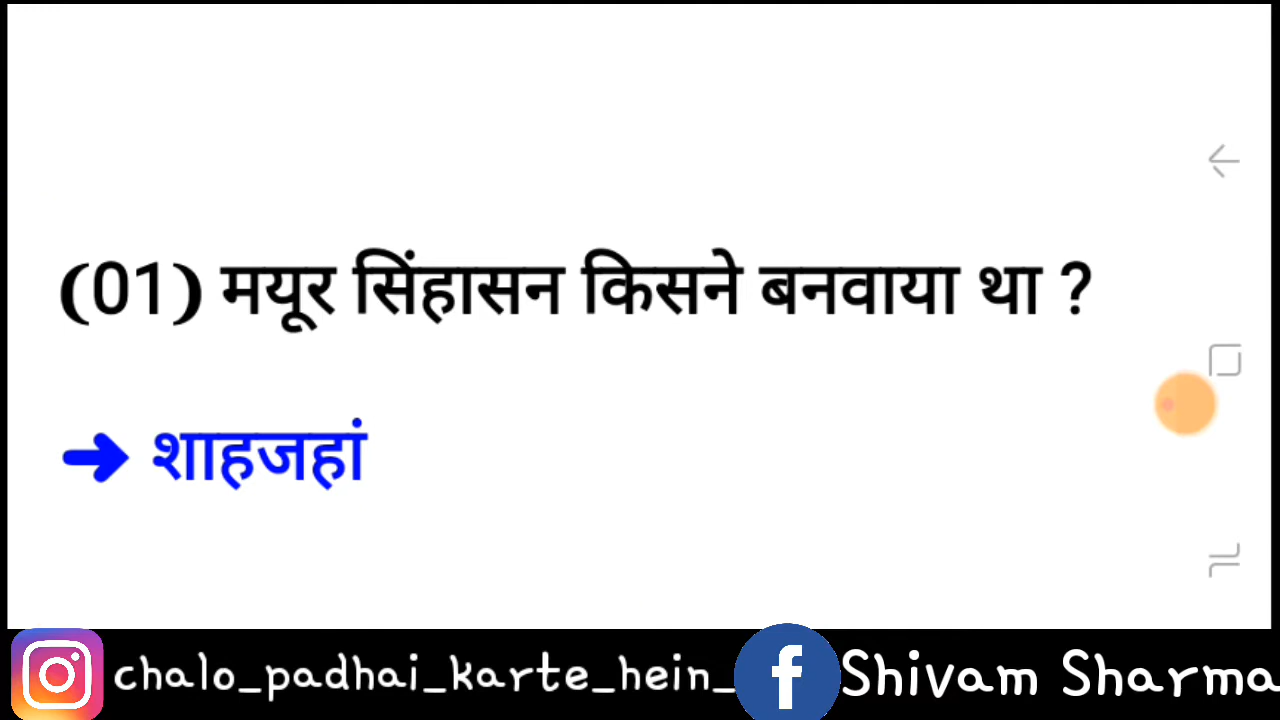 (01) मयूर सिंहासन किसने बनवाया था ?
➜ शाहजहां
chalo_padhai_karte_hein_ Shivam Sharma